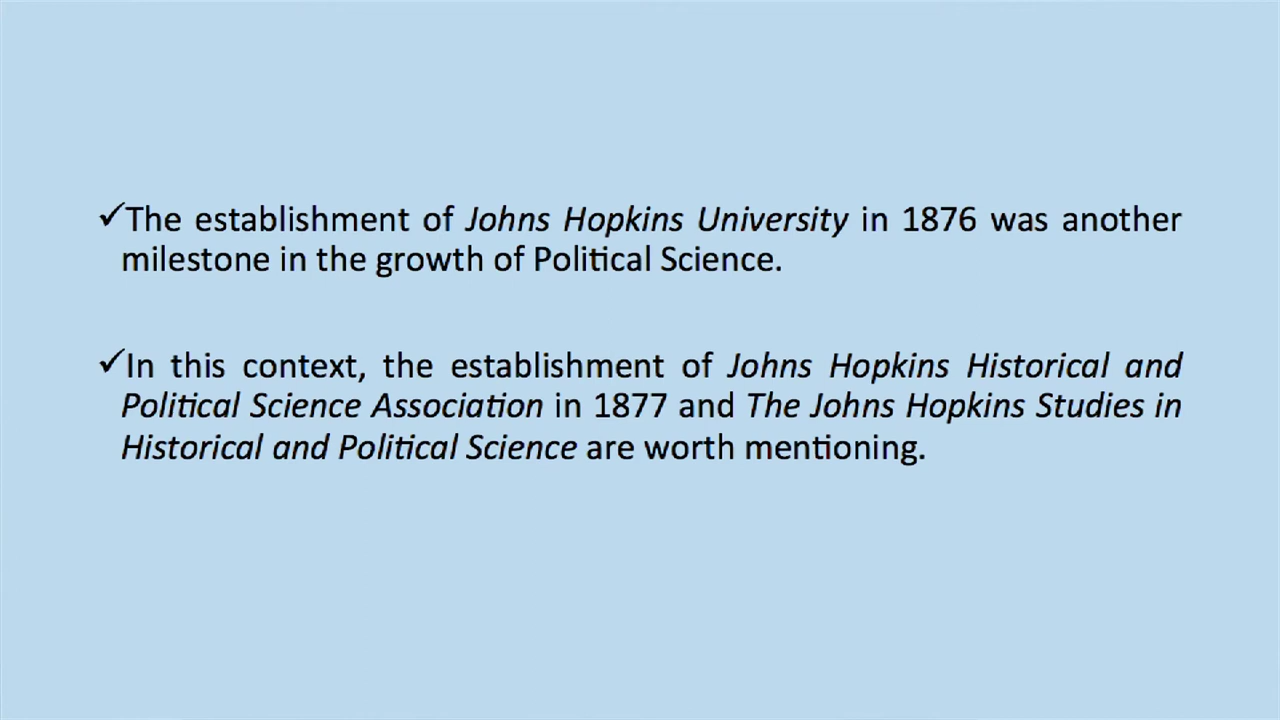 ✓The establishment of Johns Hopkins University in 1876 was another
milestone in the growth of Political Science.
✓In this context, the establishment of Johns Hopkins Historical and
Political Science Association in 1877 and The Johns Hopkins Studies in
Historical and Political Science are worth mentioning.